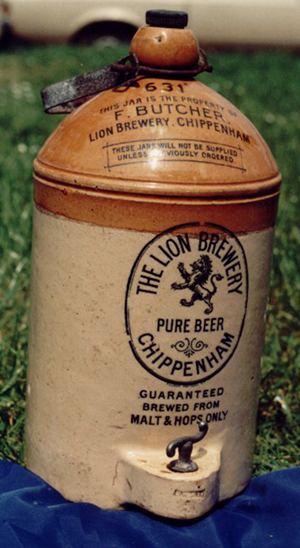 631
THIS JAR IS THE PROPERTY OF
F. BUTCHER
LION BREWERY. CHIPPENHAM
THESE JARS WILL NOT BE SUPPLIED
UNLESS PREVIOUSLY ORDERED
THE LION BREWERY
PURE BEER
CHIPPENHAM
GUARANTEED
BREWED FROM
MALT & HOPS ONLY